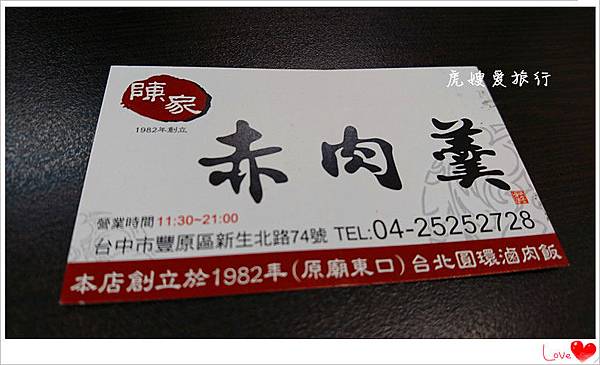 虎嫂愛旅行
陳家
1982年創立
赤肉羹
營業時間11:30~21:00
台中市豐原區新生北路74號 TEL:04-25252728
本店創立於1982年(原廟東口)台北圓環滷肉飯
Love